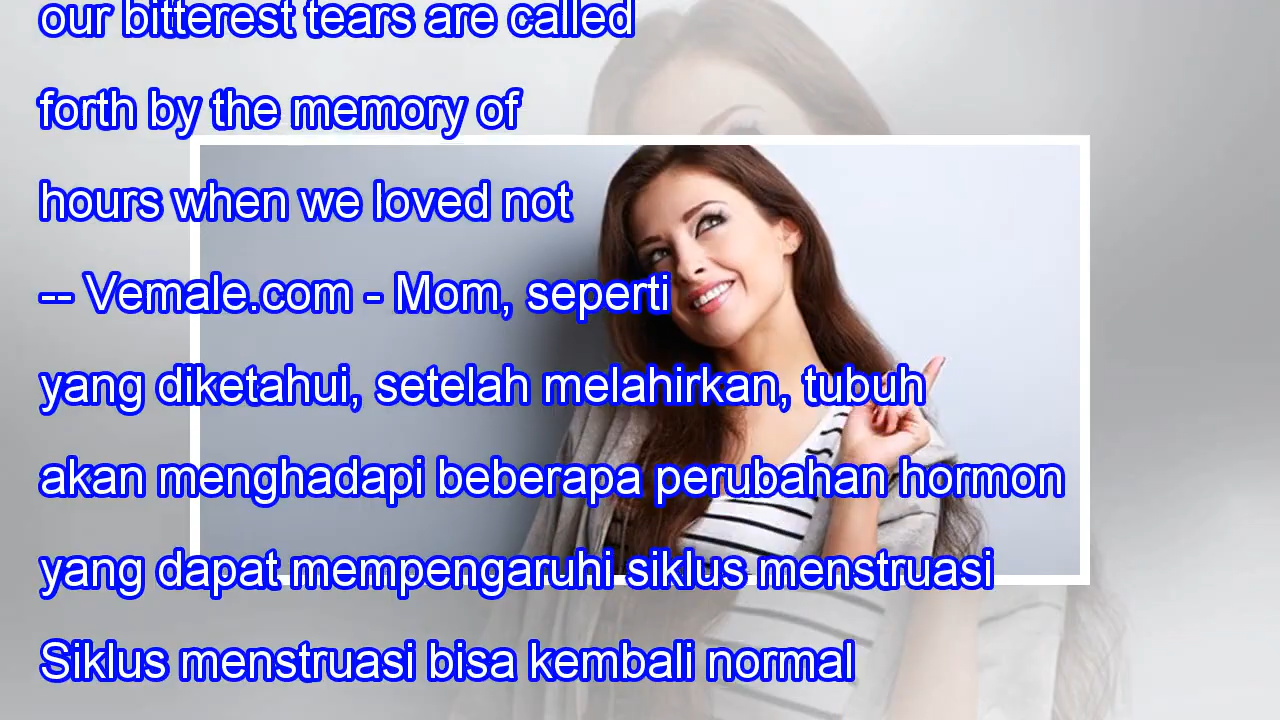 our bitterest tears are called
forth by the memory of
hours when we loved not
-- Vemale.com - Mom, seperti
yang diketahui, setelah melahirkan, tubuh
akan menghadapi beberapa perubahan hormon
yang dapat mempengaruhi siklus menstruasi
Siklus menstruasi bisa kembali normal